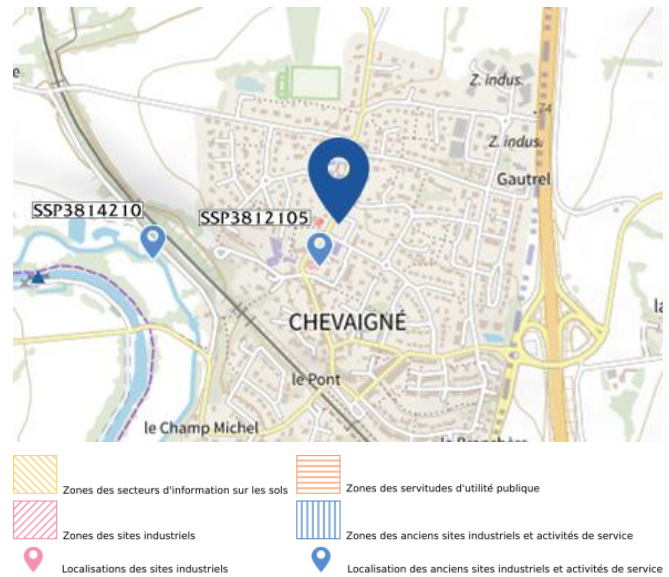 Z. indus.
74
Z. indus.
Gautrel
SSP3814210
SSP3812105
CHEVAIGNÉ
le Pont
le Champ Michel
Zones des secteurs d'information sur les sols
Zones des servitudes d'utilité publique
Zones des sites industriels
Zones des anciens sites industriels et activités de service
Localisations des sites industriels
Localisation des anciens sites industriels et activités de service